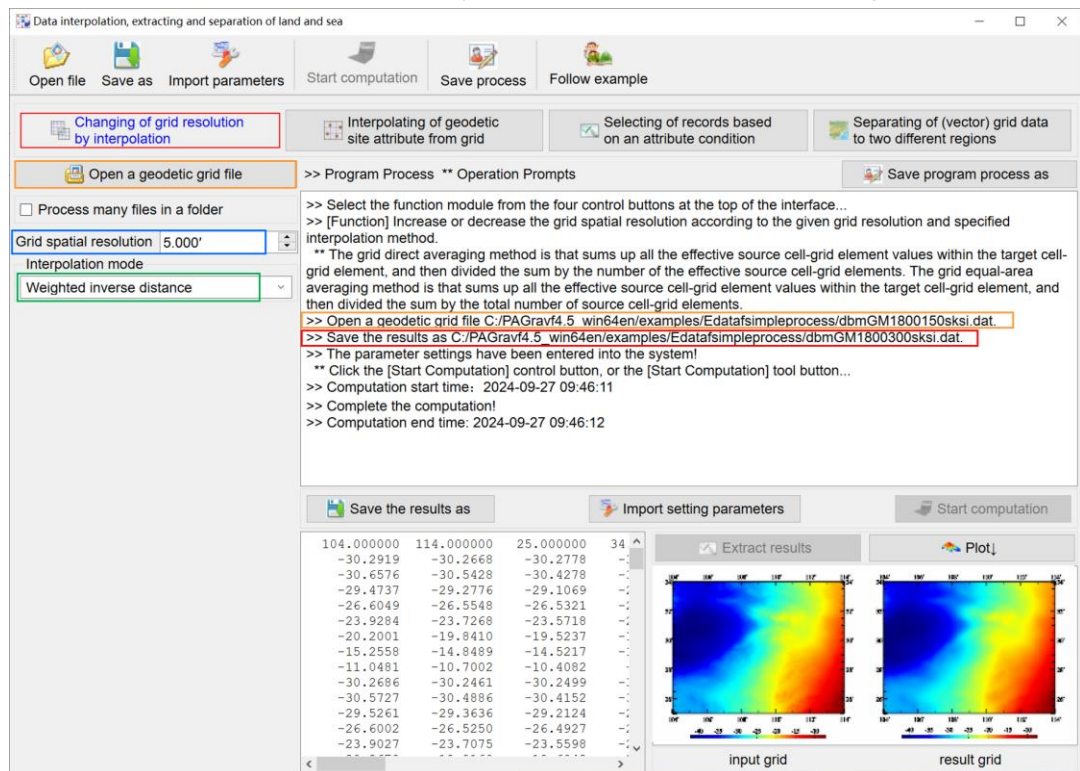 Data interpolation, extracting and separation of land and sea
Open file
Save as
Import parameters
Start computation
Save process
Follow example
Changing of grid resolution
by interpolation
Interpolating of geodetic
site attribute from grid
Selecting of records based
on an attribute condition
Separating of (vector) grid data
to two different regions
Open a geodetic grid file
>> Program Process ** Operation Prompts
Save program process as
Process many files in a folder
Grid spatial resolution 5.000′
Interpolation mode
Weighted inverse distance
>> Select the function module from the four control buttons at the top of the interface...
>> [Function] Increase or decrease the grid spatial resolution according to the given grid resolution and specified
interpolation method.
** The grid direct averaging method is that sums up all the effective source cell-grid element values within the target cell-
grid element, and then divided the sum by the number of the effective source cell-grid elements. The grid equal-area
averaging method is that sums up all the effective source cell-grid element values within the target cell-grid element, and
then divided the sum by the total number of source cell-grid elements.
>> Open a geodetic grid file C:/PAGravf4.5_win64en/examples/Edatafsimpleprocess/dbmGM1800150sksi.dat.
>> Save the results as C:/PAGravf4.5_win64en/examples/Edatafsimpleprocess/dbmGM1800300sksi.dat.
>> The parameter settings have been entered into the system!
** Click the [Start Computation] control button, or the [Start Computation] tool button...
>> Computation start time: 2024-09-27 09:46:11
>> Complete the computation!
>> Computation end time: 2024-09-27 09:46:12
Save the results as
Import setting parameters
Start computation
104.000000 114.000000 25.000000 34
-30.2919 -30.2668 -30.2778
-30.6576 -30.5428 -30.4278
-29.4737 -29.2776 -29.1069
-26.6049 -26.5548 -26.5321
-23.9284 -23.7268 -23.5718
-20.2001 -19.8410 -19.5237
-15.2558 -14.8489 -14.5217
-11.0481 -10.7002 -10.4082
-30.2686 -30.2461 -30.2499
-30.5727 -30.4886 -30.4152
-29.5261 -29.3636 -29.2124
-26.6002 -26.5250 -26.4927
-23.9027 -23.7075 -23.5598
Extract results
Plot↓
input grid
result grid